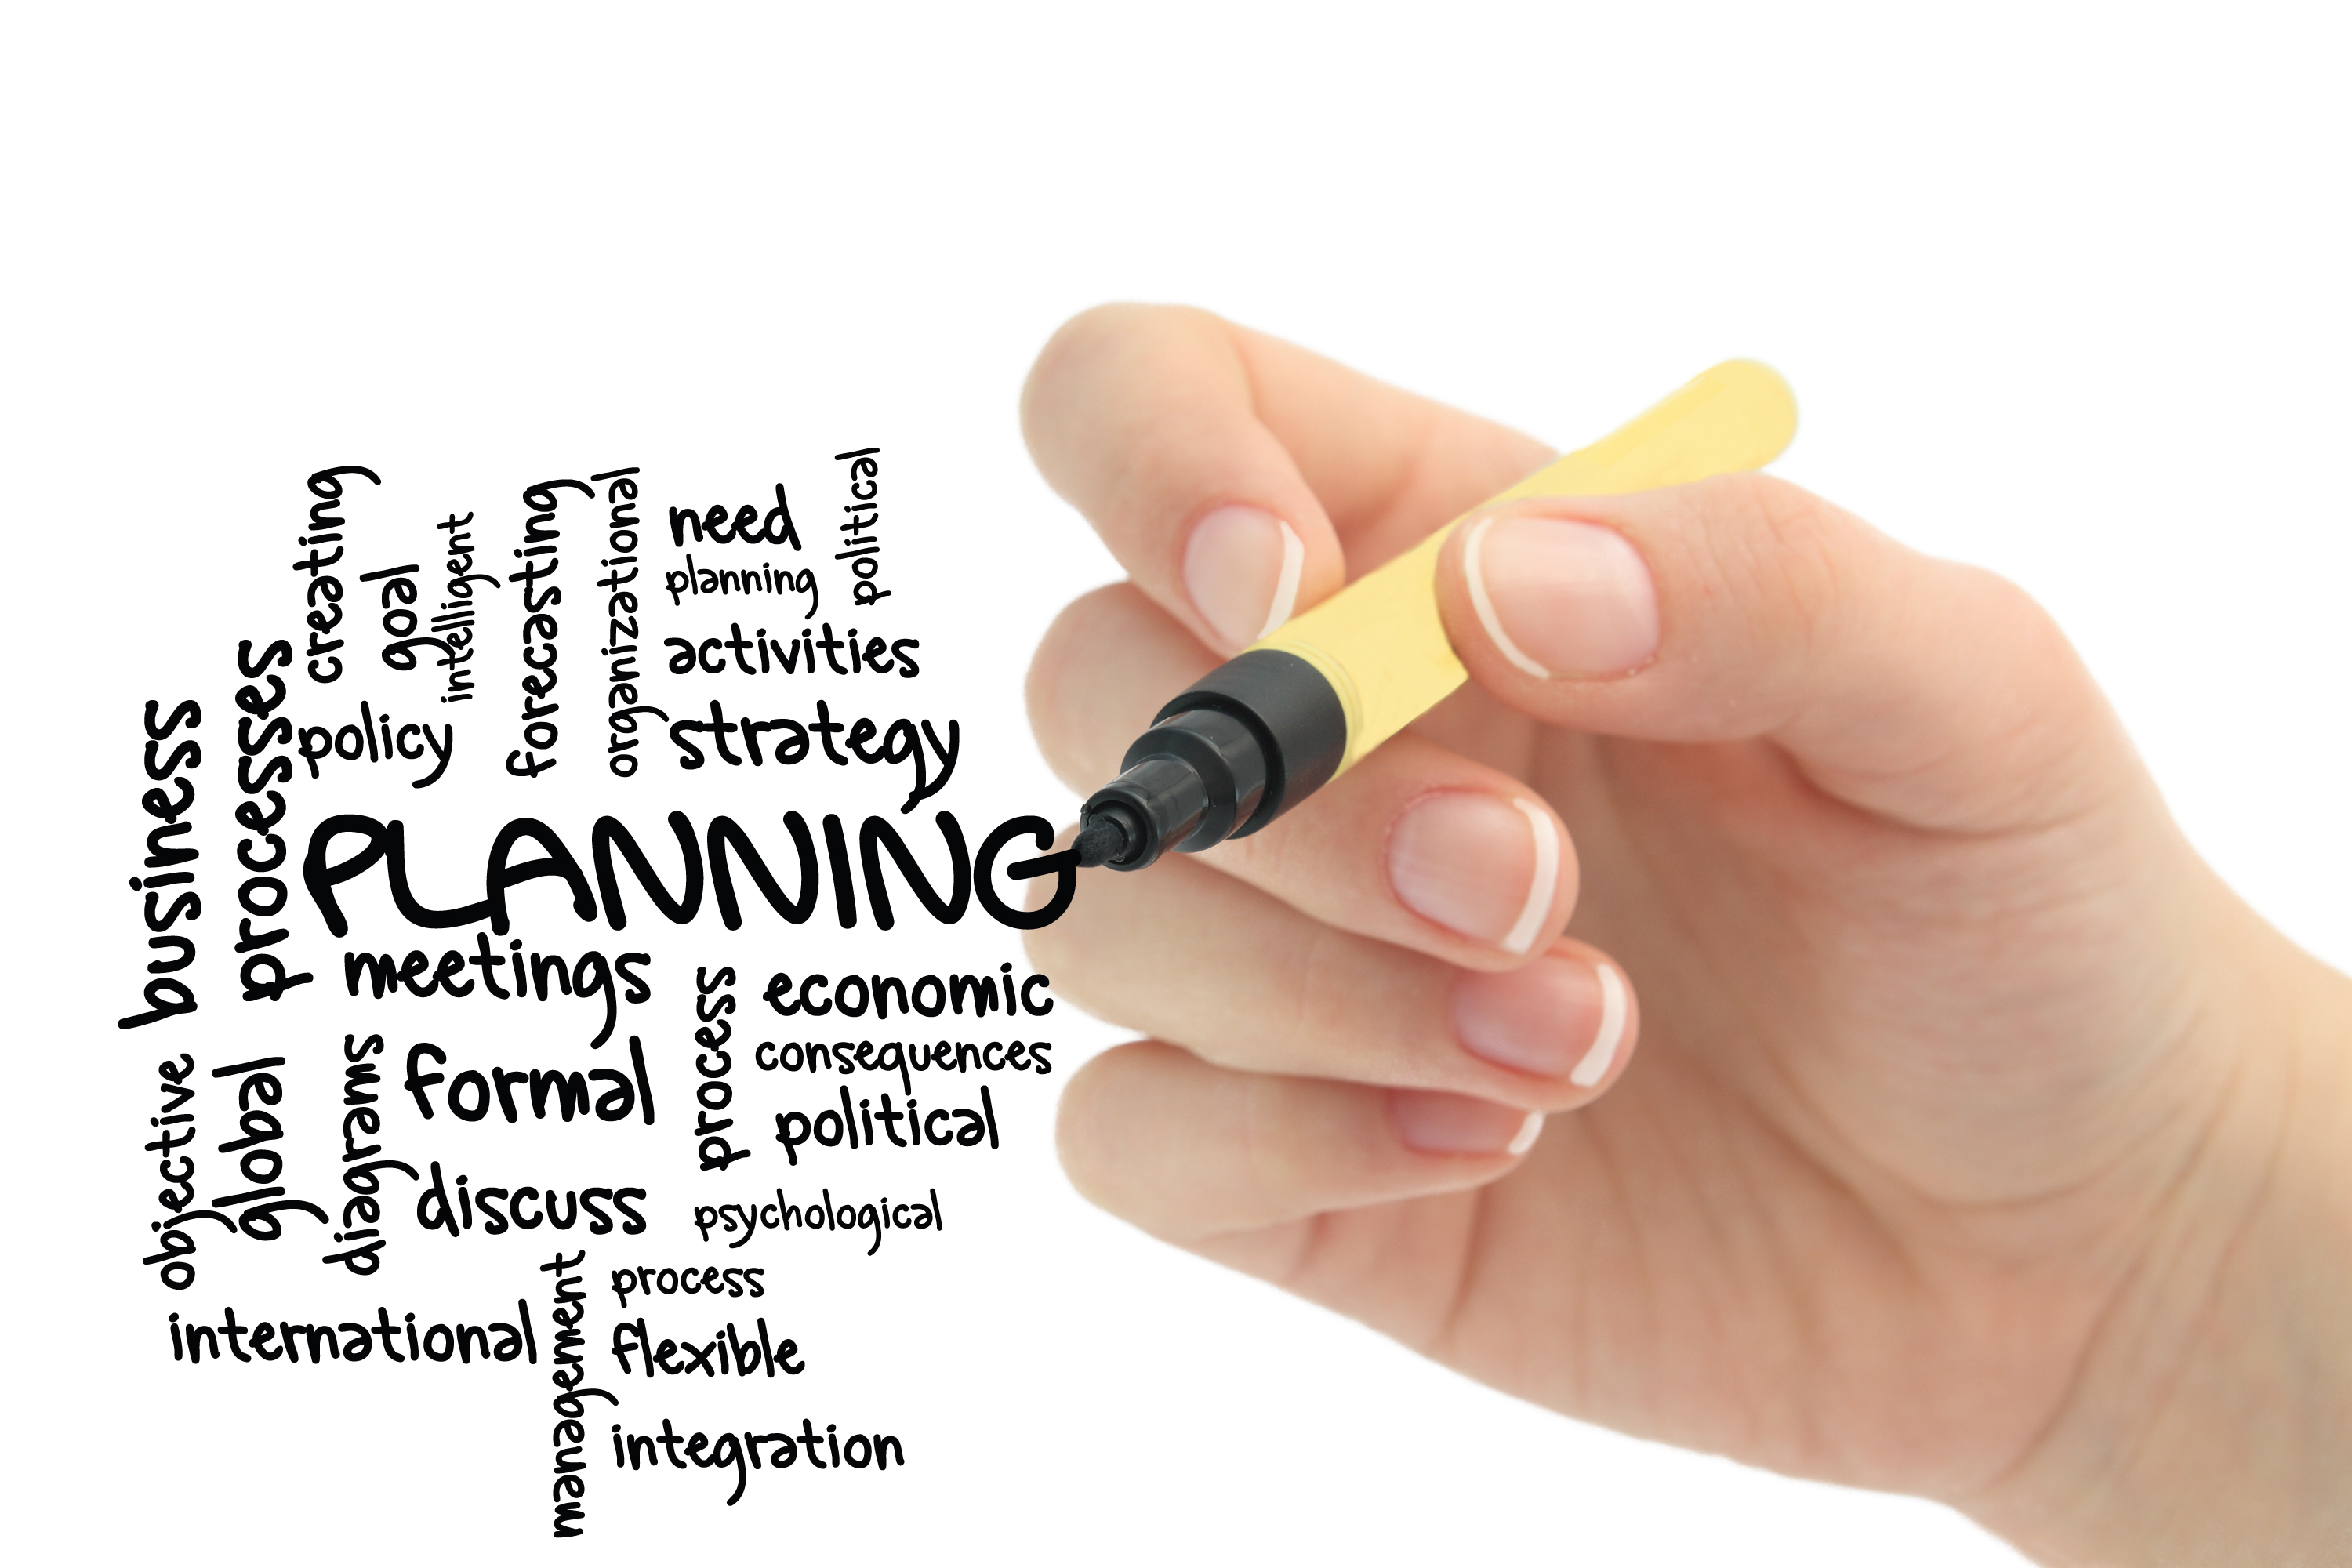 creating
goal
intelligent
forecasting
organizational
need
political
planning
activities
business
processes
policy
strategy
PLANNING
meetings
process
economic
consequences
objective
global
diagrams
formal
political
discuss
psychological
management
process
international
flexible
integration